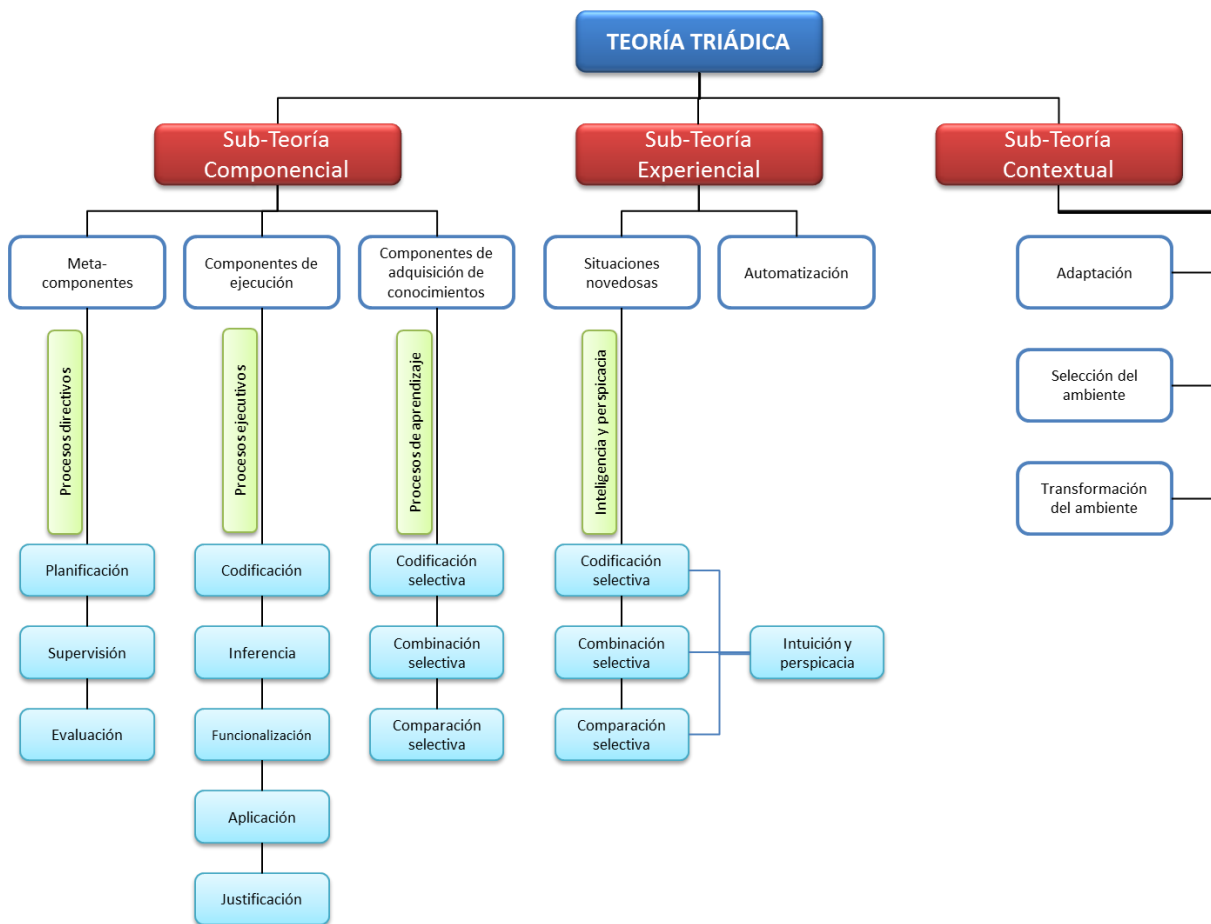 TEORÍA TRIÁDICA
Sub-Teoría
Componencial
Sub-Teoría
Experiencial
Sub-Teoría
Contextual
Meta-
componentes
Componentes de
ejecución
Componentes de
adquisición de
conocimientos
Situaciones
novedosas
Automatización
Adaptación
Procesos directivos
Procesos ejecutivos
Procesos de aprendizaje
Inteligencia y perspicacia
Selección del
ambiente
Transformación
del ambiente
Planificación
Codificación
Codificación
selectiva
Codificación
selectiva
Supervisión
Inferencia
Combinación
selectiva
Combinación
selectiva
Intuición y
perspicacia
Evaluación
Funcionalización
Comparación
selectiva
Comparación
selectiva
Aplicación
Justificación